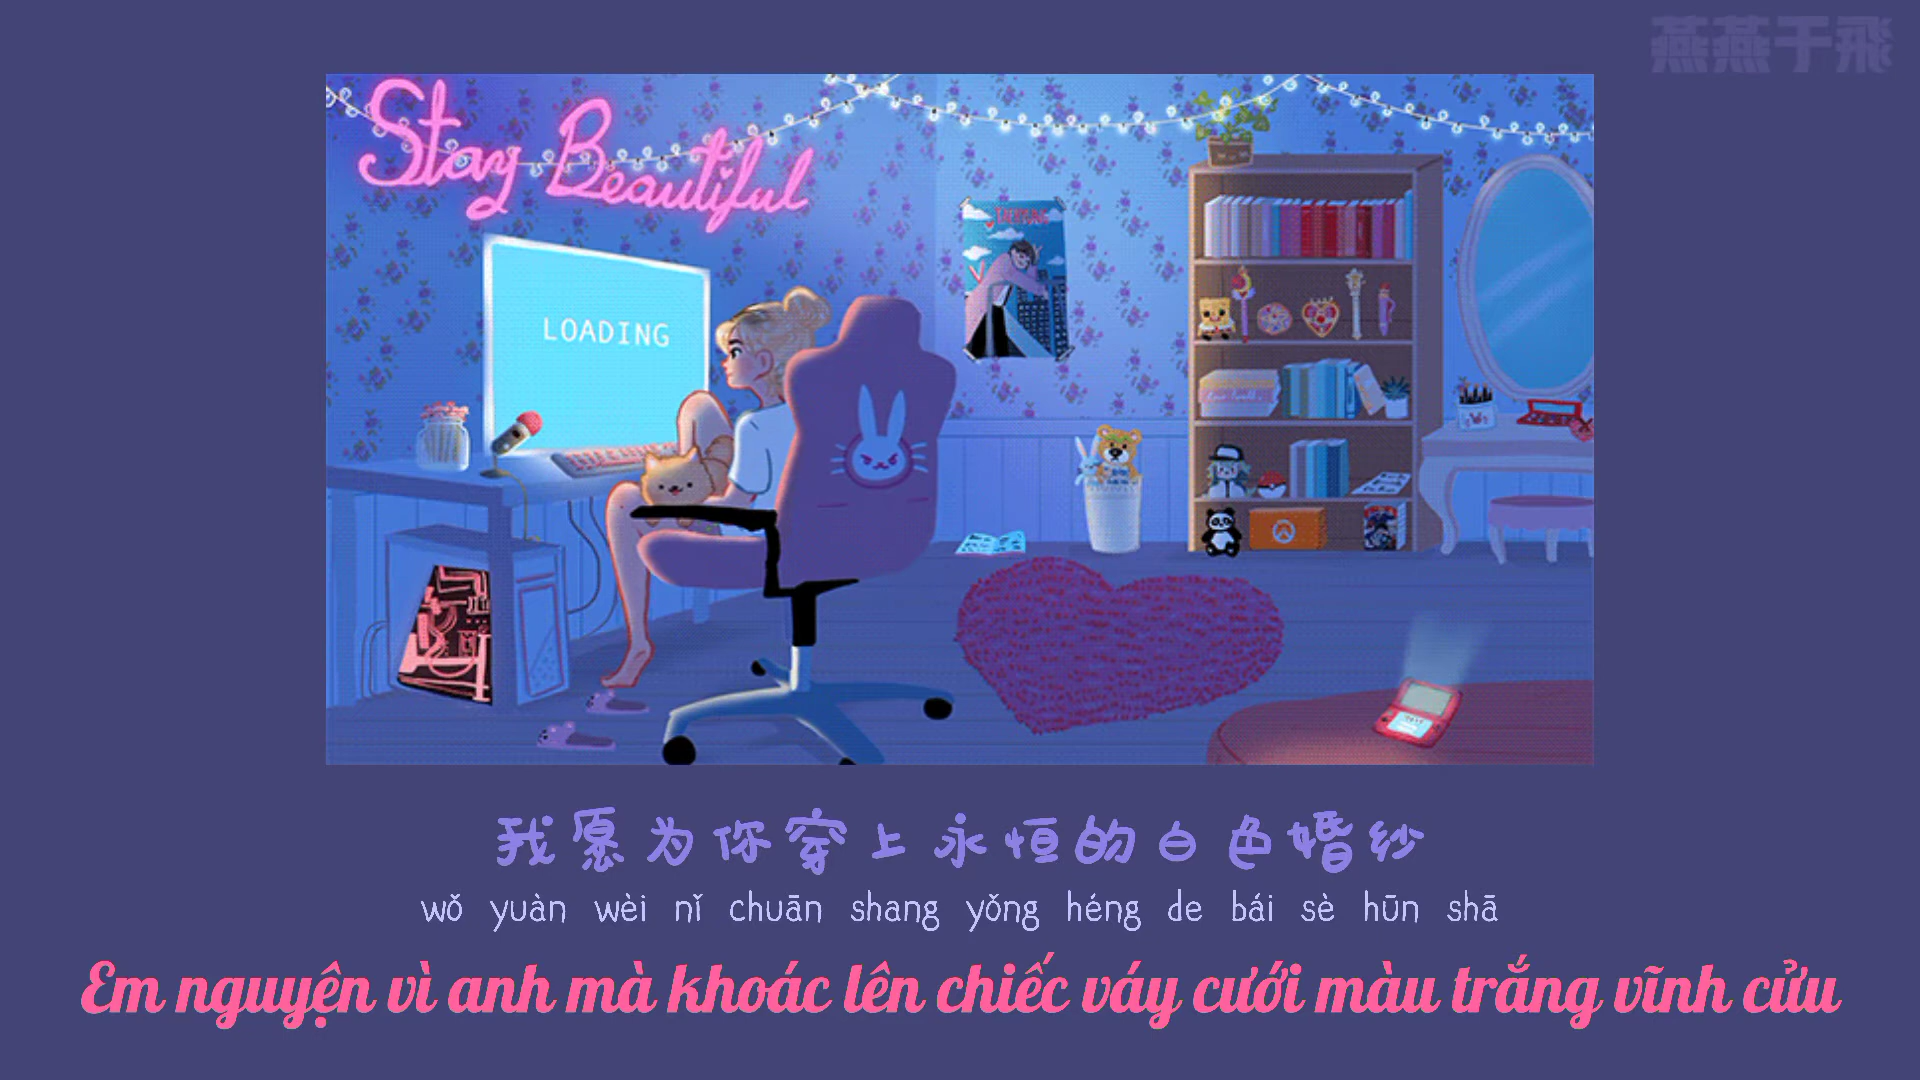 燕燕于飛
Stay Beautiful
LOADING
我愿为你穿上永恒的白色婚纱
wǒ yuàn wèi nǐ chuān shang yǒng héng de bái sè hūn shā
Em nguyện vì anh mà khoác lên chiếc váy cưới màu trắng vĩnh cửu